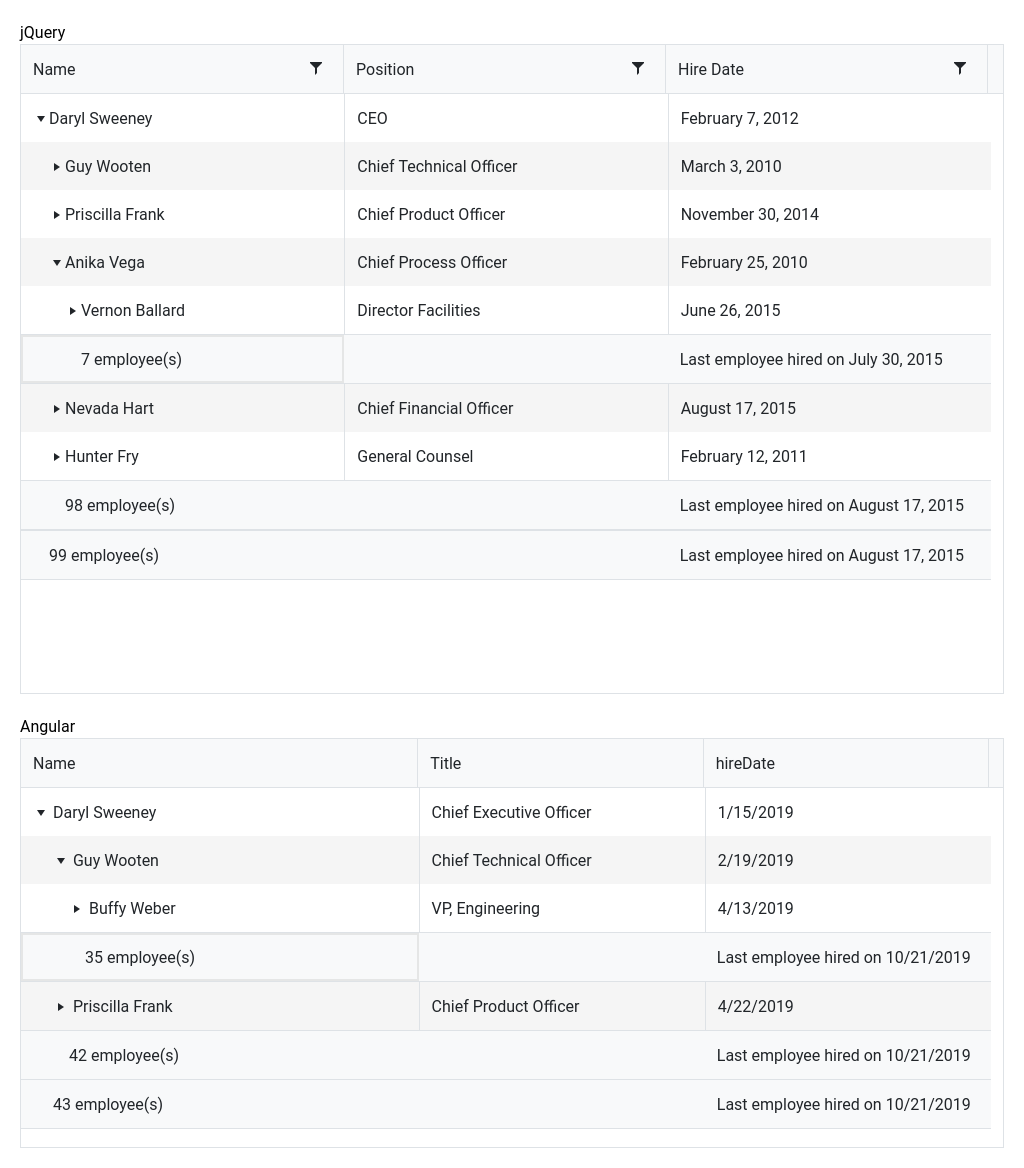 jQuery
Name Position Hire Date
Daryl Sweeney CEO February 7, 2012
Guy Wooten Chief Technical Officer March 3, 2010
Priscilla Frank Chief Product Officer November 30, 2014
Anika Vega Chief Process Officer February 25, 2010
Vernon Ballard Director Facilities June 26, 2015
7 employee(s) Last employee hired on July 30, 2015
Nevada Hart Chief Financial Officer August 17, 2015
Hunter Fry General Counsel February 12, 2011
98 employee(s) Last employee hired on August 17, 2015
99 employee(s) Last employee hired on August 17, 2015
Angular
Name Title hireDate
Daryl Sweeney Chief Executive Officer 1/15/2019
Guy Wooten Chief Technical Officer 2/19/2019
Buffy Weber VP, Engineering 4/13/2019
35 employee(s) Last employee hired on 10/21/2019
Priscilla Frank Chief Product Officer 4/22/2019
42 employee(s) Last employee hired on 10/21/2019
43 employee(s) Last employee hired on 10/21/2019